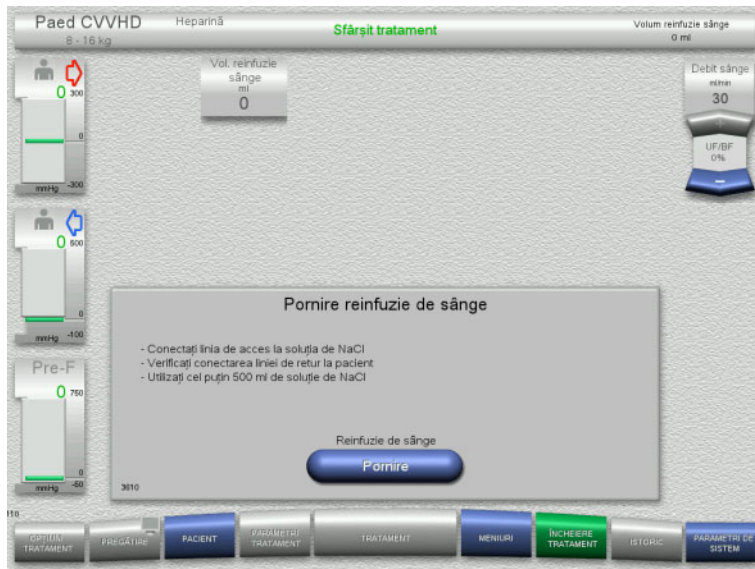 Paed CVVHD
8 - 16 kg
Heparină
Sfârșit tratament
Volum reinfuzie sânge
0 ml
0
300
0
-300
mmHg
Vol. reinfuzie
sânge
ml
0
Debit sânge
ml/min
30
UF/BF
0%
0
500
0
-100
mmHg
Pre-F
0
750
0
-50
mmHg
Pornire reinfuzie de sânge
- Conectați linia de acces la soluția de NaCl
- Verificați conectarea liniei de retur la pacient
- Utilizați cel puțin 500 ml de soluție de NaCl
Reinfuzie de sânge
Pornire
3610
OPȚIUNI
TRATAMENT
PREGĂTIRE
PACIENT
PARAMETRI
TRATAMENT
TRATAMENT
MENIURI
ÎNCHEIERE
TRATAMENT
ISTORIC
PARAMETRI DE
SISTEM